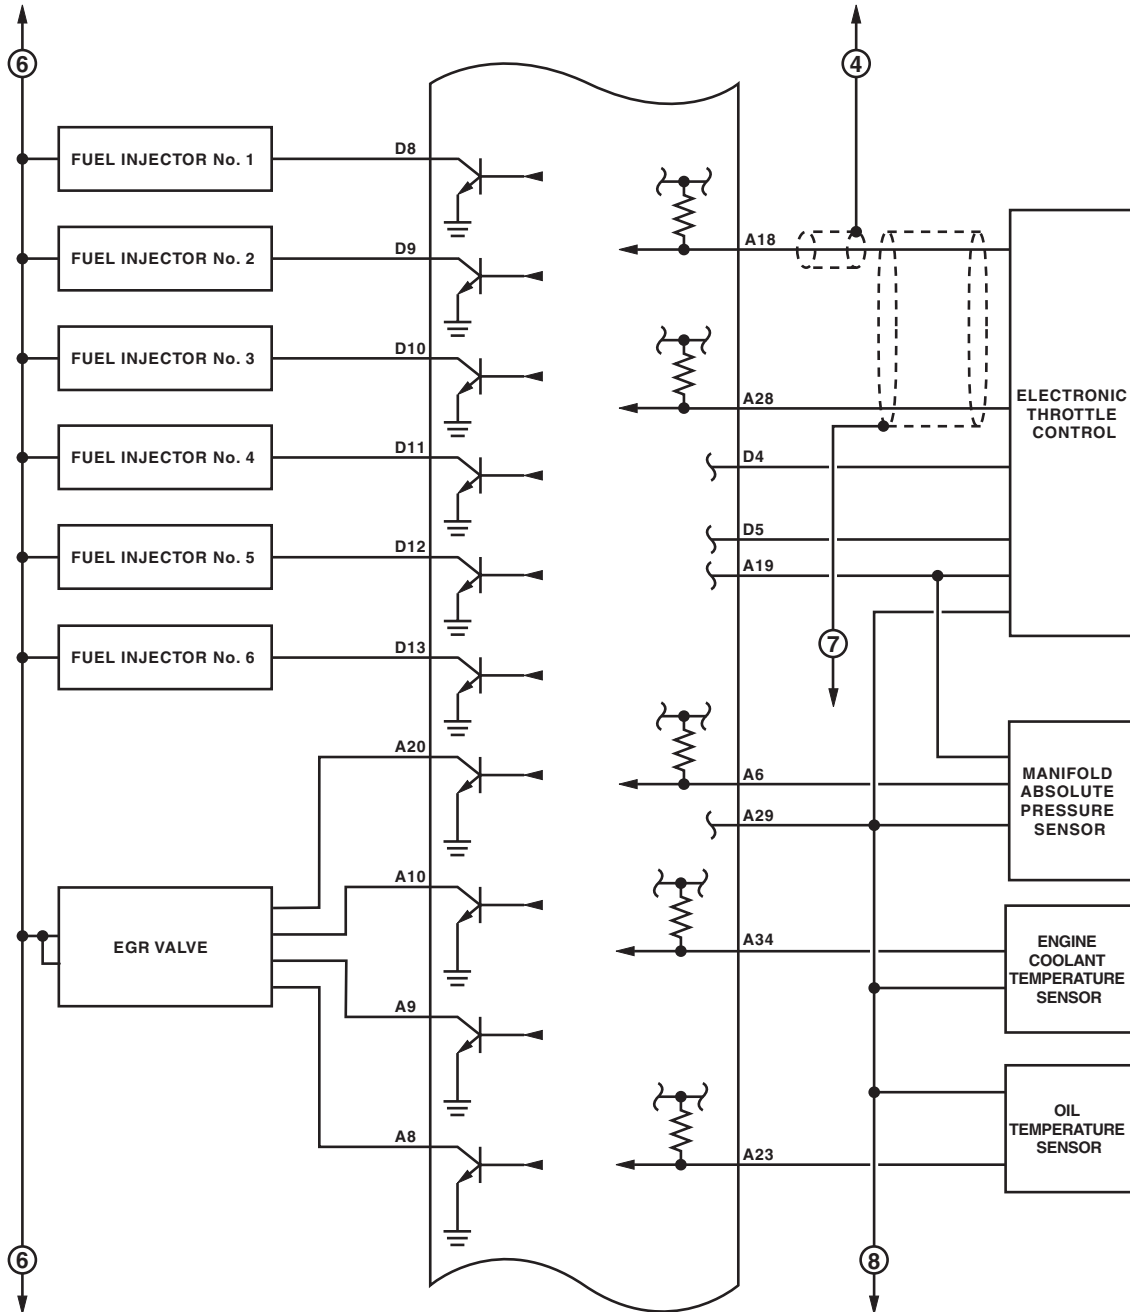 6
4
FUEL INJECTOR No. 1
D8
FUEL INJECTOR No. 2
D9
FUEL INJECTOR No. 3
D10
FUEL INJECTOR No. 4
D11
FUEL INJECTOR No. 5
D12
FUEL INJECTOR No. 6
D13
A20
A10
EGR VALVE
A9
A8
6
A18
A28
ELECTRONIC
THROTTLE
CONTROL
D4
D5
A19
7
A6
MANIFOLD
ABSOLUTE
PRESSURE
SENSOR
A29
A34
ENGINE
COOLANT
TEMPERATURE
SENSOR
OIL
TEMPERATURE
SENSOR
A23
8